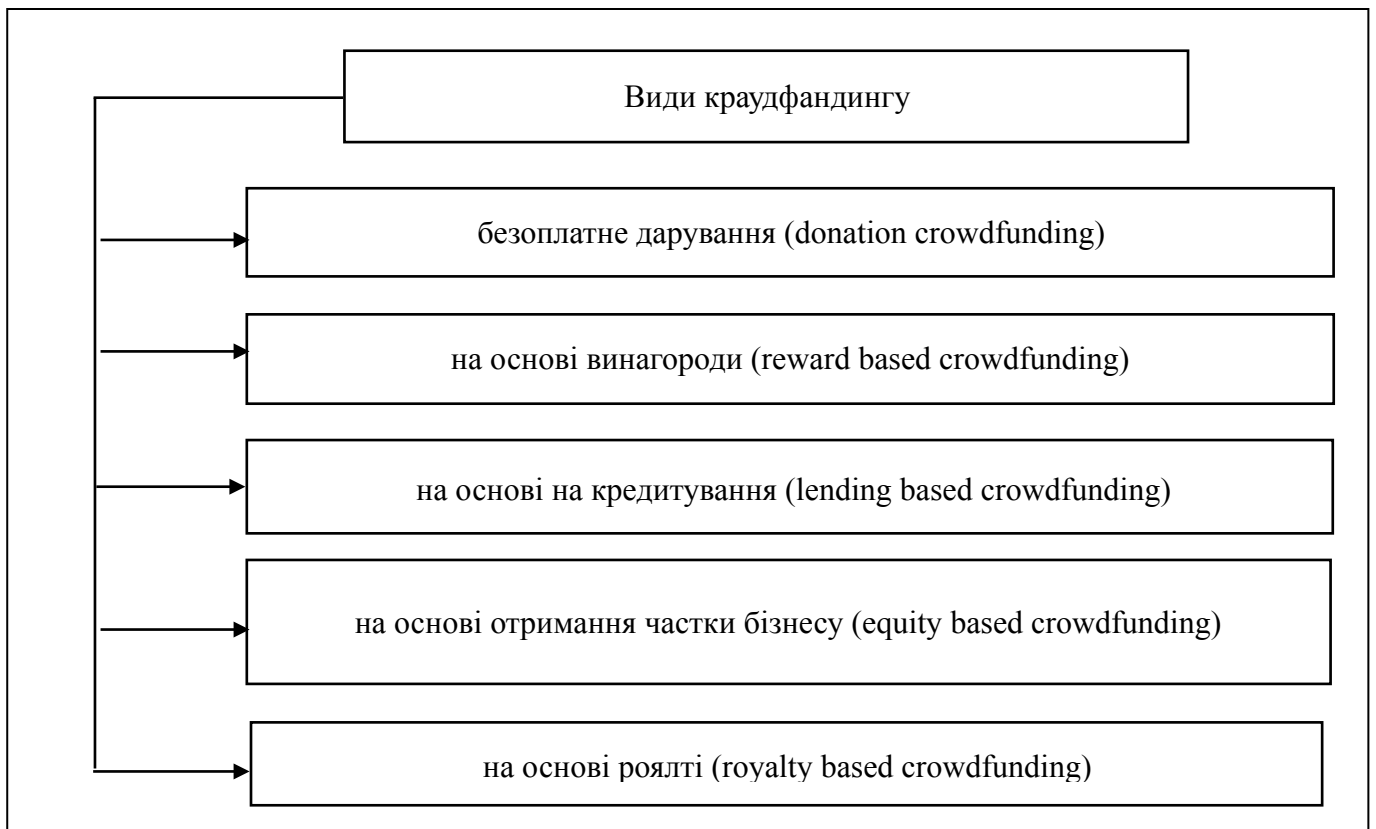 Види краудфандингу
безоплатне дарування (donation crowdfunding)
на основі винагороди (reward based crowdfunding)
на основі на кредитування (lending based crowdfunding)
на основі отримання частки бізнесу (equity based crowdfunding)
на основі роялті (royalty based crowdfunding)